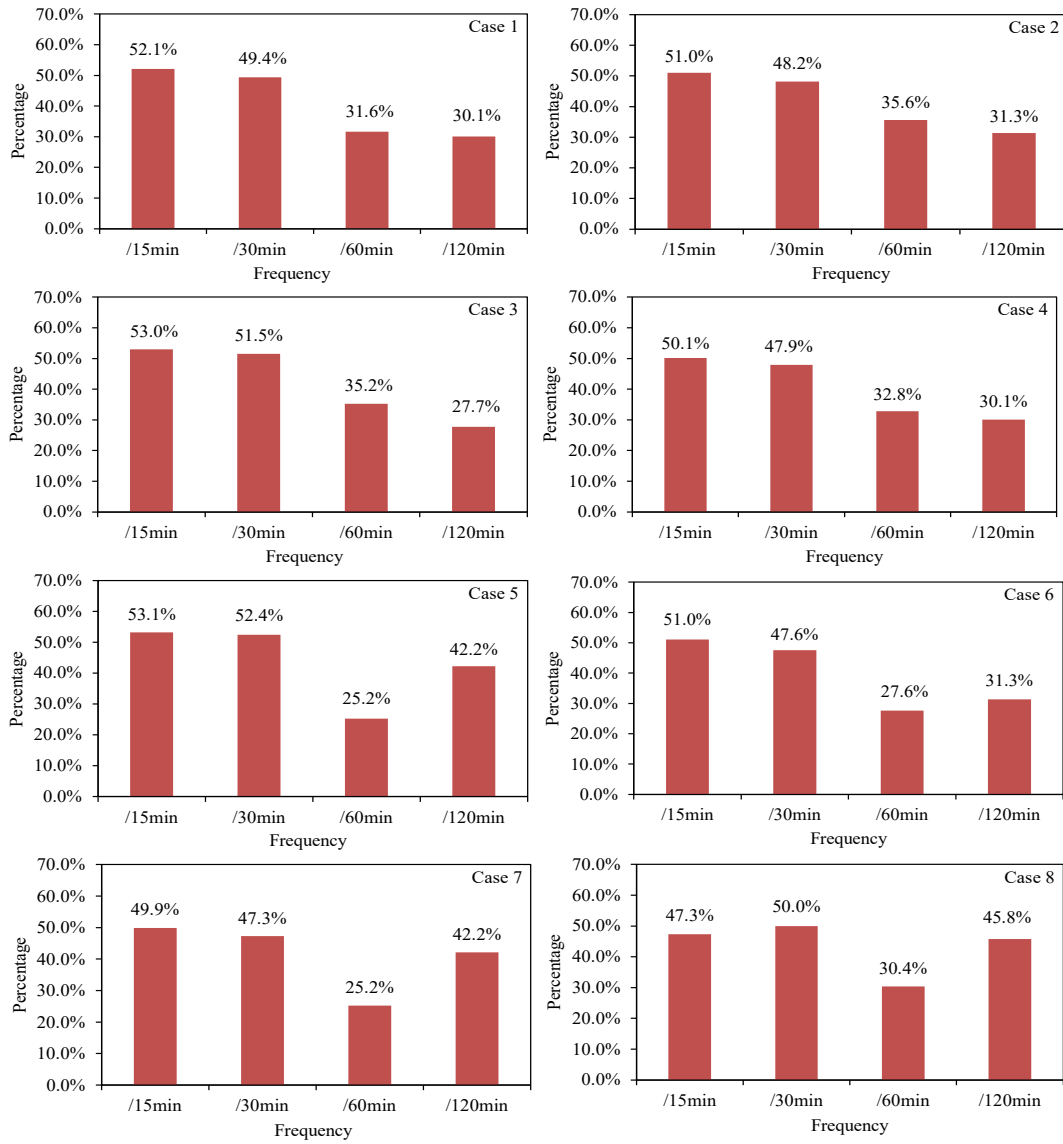 Case 1
Percentage
70.0%
60.0%
50.0%
40.0%
30.0%
20.0%
10.0%
0.0%
52.1%
49.4%
31.6%
30.1%
/15min
/30min
/60min
/120min
Frequency
Case 2
Percentage
70.0%
60.0%
50.0%
40.0%
30.0%
20.0%
10.0%
0.0%
51.0%
48.2%
35.6%
31.3%
/15min
/30min
/60min
/120min
Frequency
Case 3
Percentage
70.0%
60.0%
50.0%
40.0%
30.0%
20.0%
10.0%
0.0%
53.0%
51.5%
35.2%
27.7%
/15min
/30min
/60min
/120min
Frequency
Case 4
Percentage
70.0%
60.0%
50.0%
40.0%
30.0%
20.0%
10.0%
0.0%
50.1%
47.9%
32.8%
30.1%
/15min
/30min
/60min
/120min
Frequency
Case 5
Percentage
70.0%
60.0%
50.0%
40.0%
30.0%
20.0%
10.0%
0.0%
53.1%
52.4%
25.2%
42.2%
/15min
/30min
/60min
/120min
Frequency
Case 6
Percentage
70.0%
60.0%
50.0%
40.0%
30.0%
20.0%
10.0%
0.0%
51.0%
47.6%
27.6%
31.3%
/15min
/30min
/60min
/120min
Frequency
Case 7
Percentage
70.0%
60.0%
50.0%
40.0%
30.0%
20.0%
10.0%
0.0%
49.9%
47.3%
25.2%
42.2%
/15min
/30min
/60min
/120min
Frequency
Case 8
Percentage
70.0%
60.0%
50.0%
40.0%
30.0%
20.0%
10.0%
0.0%
47.3%
50.0%
30.4%
45.8%
/15min
/30min
/60min
/120min
Frequency